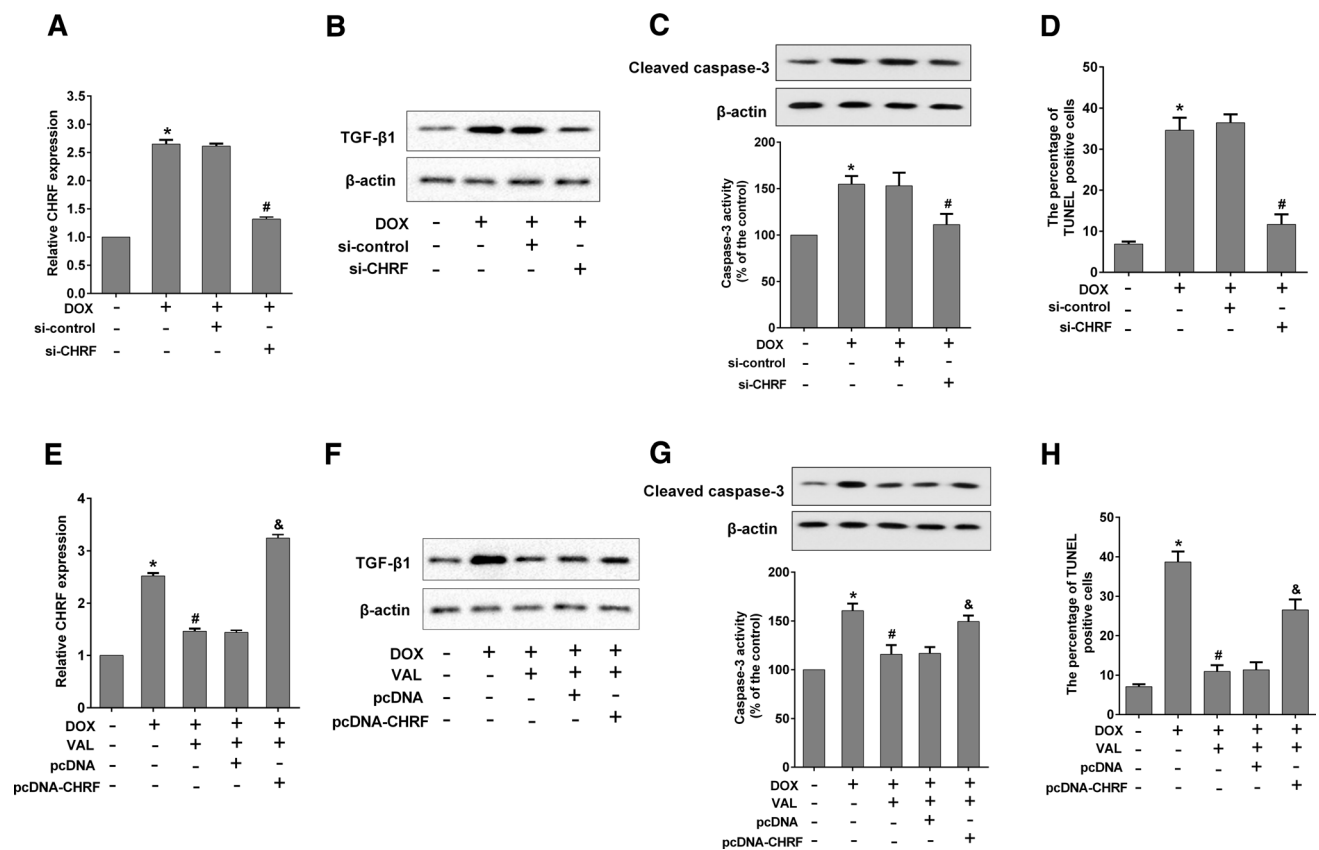 A
Relative CHRF expression
3.5
3.0
2.5
2.0
1.5
1.0
0.5
0.0
*
#
DOX - + + +
si-control - - + -
si-CHRF - - - +
B
TGF-β1
β-actin
DOX - + + +
si-control - - + -
si-CHRF - - - +
C
Cleaved caspase-3
β-actin
Caspase-3 activity
(% of the control)
200
150
100
50
0
*
#
DOX - + + +
si-control - - + -
si-CHRF - - - +
D
The percentage of
TUNEL positive cells
50
40
30
20
10
0
*
#
DOX - + + +
si-control - - + -
si-CHRF - - - +
E
Relative CHRF expression
4
3
2
1
0
*
#
&
DOX - + + + +
VAL - - + + +
pcDNA - - - + -
pcDNA-CHRF - - - - +
F
TGF-β1
β-actin
DOX - + + + +
VAL - - + + +
pcDNA - - - + -
pcDNA-CHRF - - - - +
G
Cleaved caspase-3
β-actin
Caspase-3 activity
(% of the control)
200
150
100
50
0
*
#
&
DOX - + + + +
VAL - - + + +
pcDNA - - - + -
pcDNA-CHRF - - - - +
H
The percentage of TUNEL
positive cells
50
40
30
20
10
0
*
#
&
DOX - + + + +
VAL - - + + +
pcDNA - - - + -
pcDNA-CHRF - - - - +